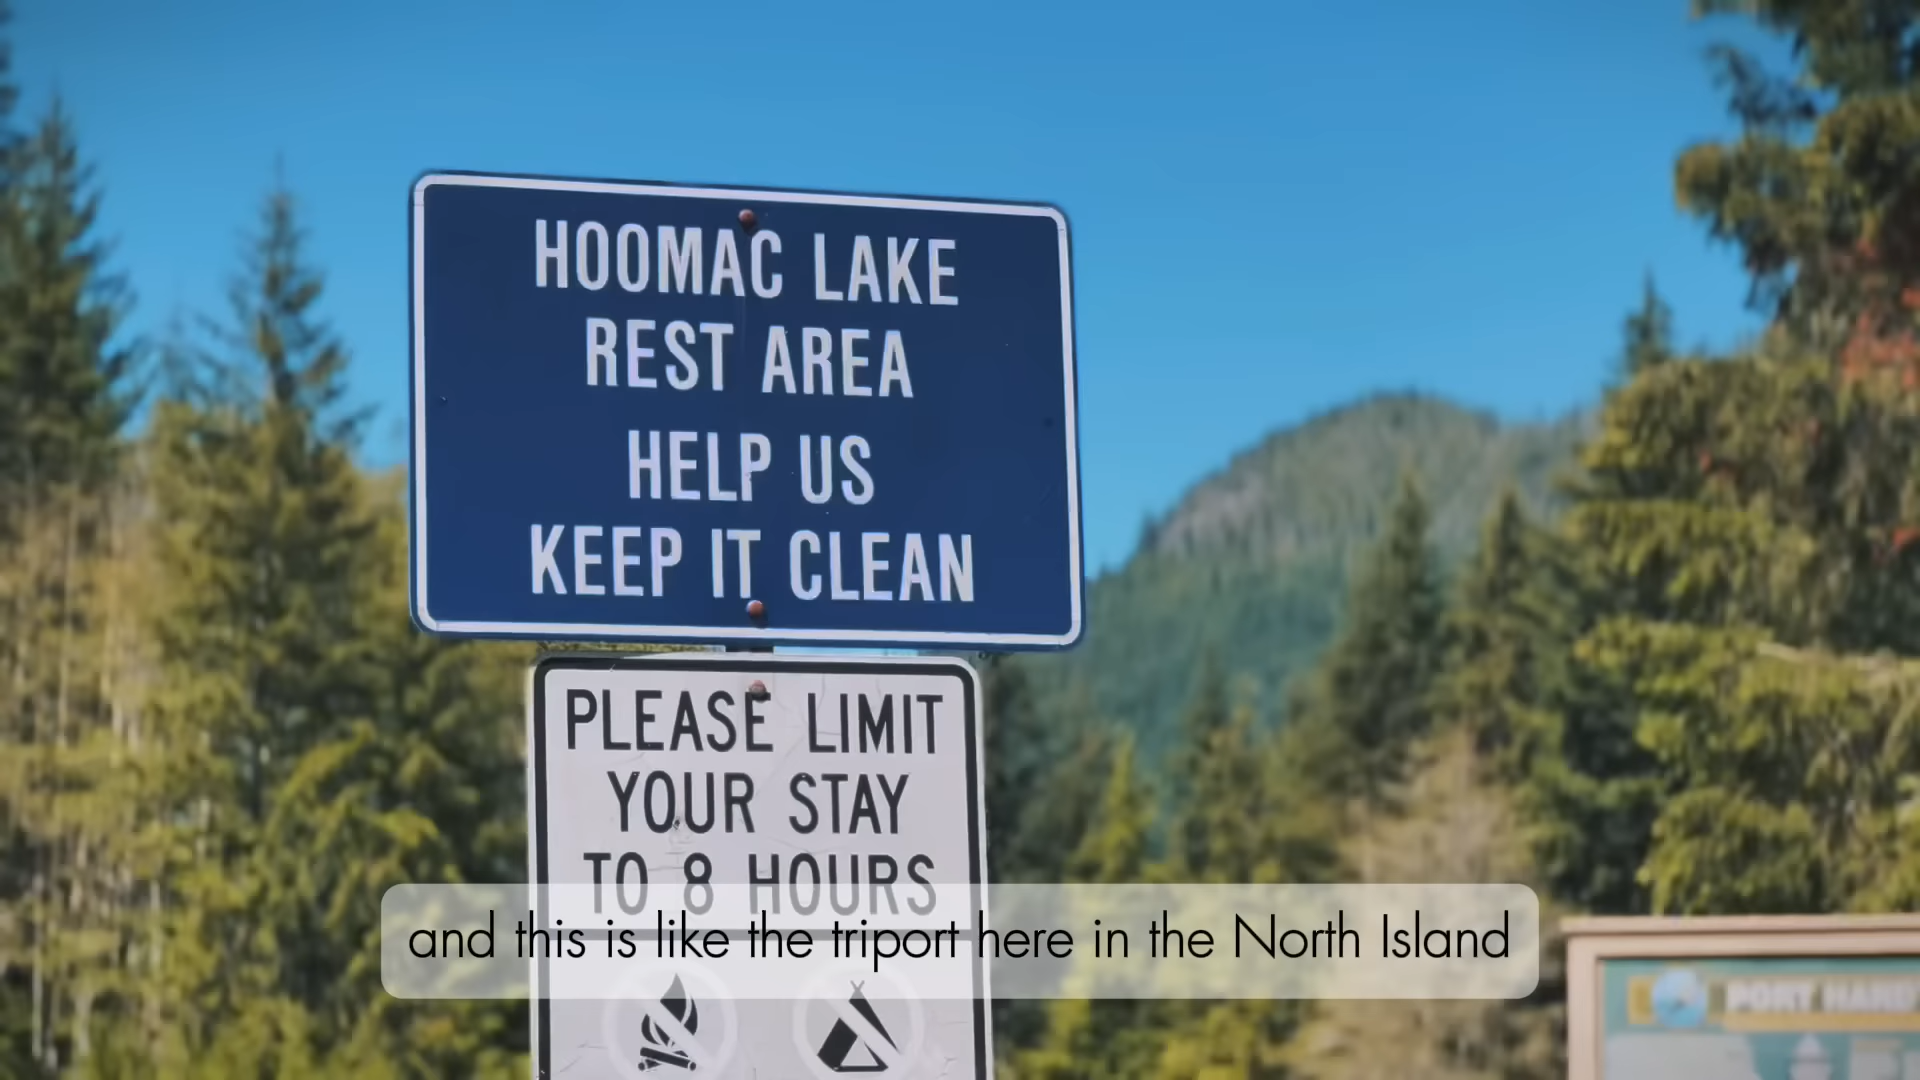 HOOMAC LAKE
REST AREA
HELP US
KEEP IT CLEAN
PLEASE LIMIT
YOUR STAY
TO 8 HOURS
and this is like the triport here in the North Island
PORT